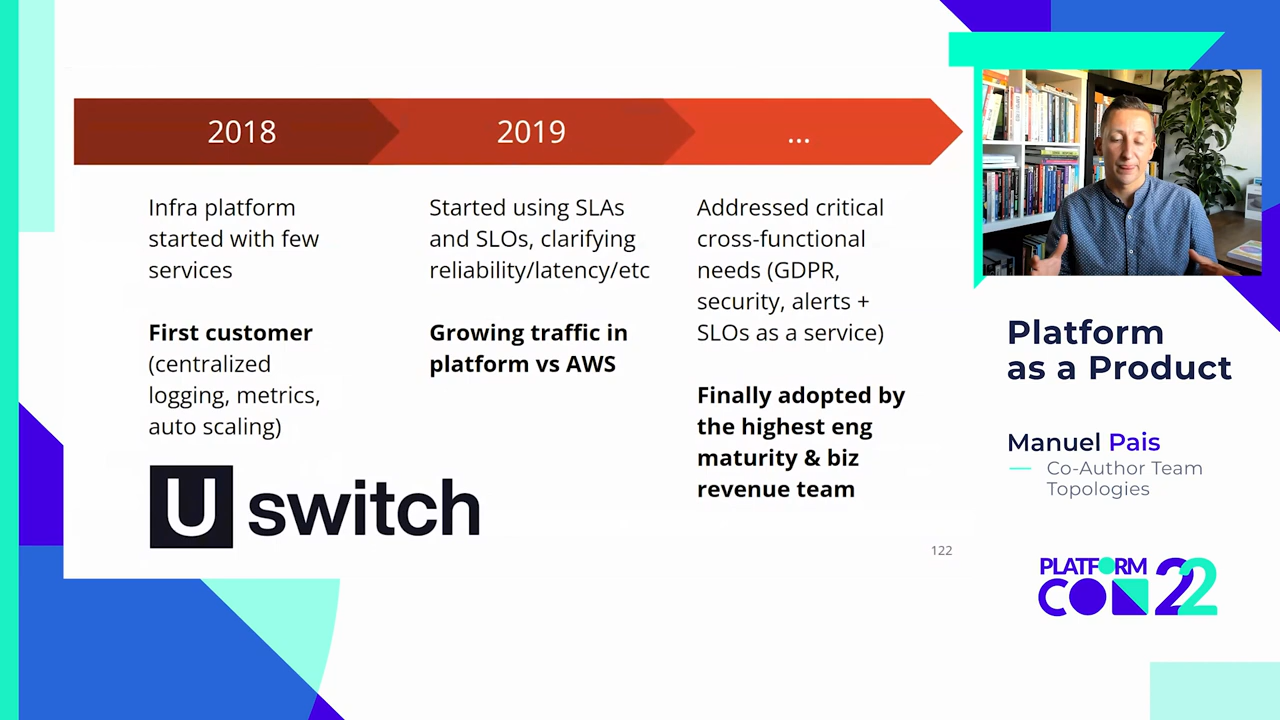 2018
2019
...
Infra platform
started with few
services
First customer
(centralized
logging, metrics,
auto scaling)
Started using SLAs
and SLOs, clarifying
reliability/latency/etc
Growing traffic in
platform vs AWS
Addressed critical
cross-functional
needs (GDPR,
security, alerts +
SLOs as a service)
Finally adopted by
the highest eng
maturity & biz
revenue team
U switch
122
Platform
as a Product
Manuel Pais
Co-Author Team
Topologies
PLATFORM
CON 22